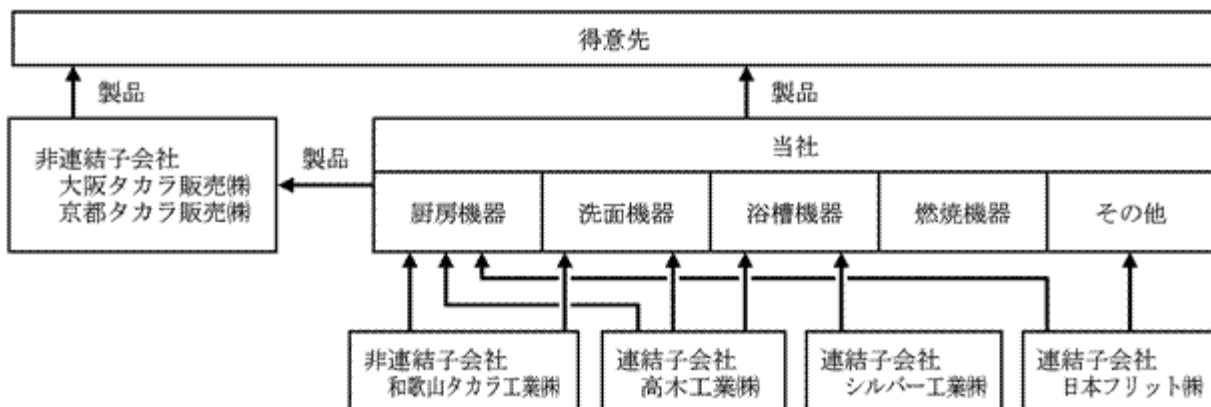 得意先
製品
製品
非連結子会社
大阪タカラ販売㈱
京都タカラ販売㈱
製品
当社
厨房機器
洗面機器
浴槽機器
燃焼機器
その他
非連結子会社
和歌山タカラ工業㈱
連結子会社
高木工業㈱
連結子会社
シルバー工業㈱
連結子会社
日本フリット㈱